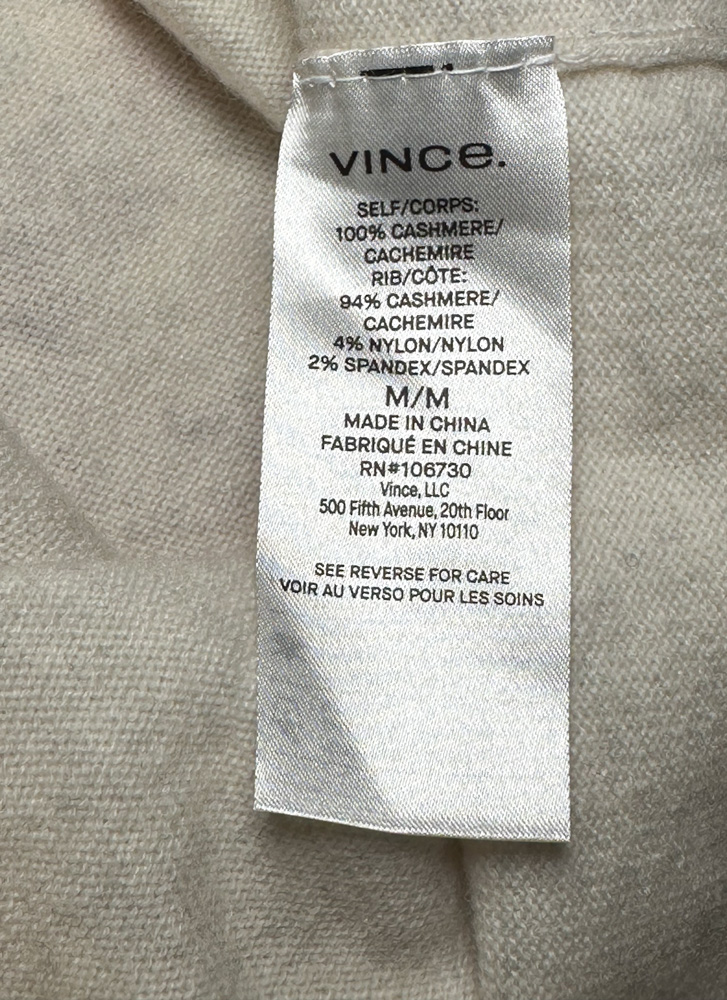 VINCE.
SELF/CORPS:
100% CASHMERE/
CACHEMIRE
RIB/CÔTE:
94% CASHMERE/
CACHEMIRE
4% NYLON/NYLON
2% SPANDEX/SPANDEX
M/M
MADE IN CHINA
FABRIQUÉ EN CHINE
RN#106730
Vince, LLC
500 Fifth Avenue, 20th Floor
New York, NY 10110
SEE REVERSE FOR CARE
VOIR AU VERSO POUR LES SOINS